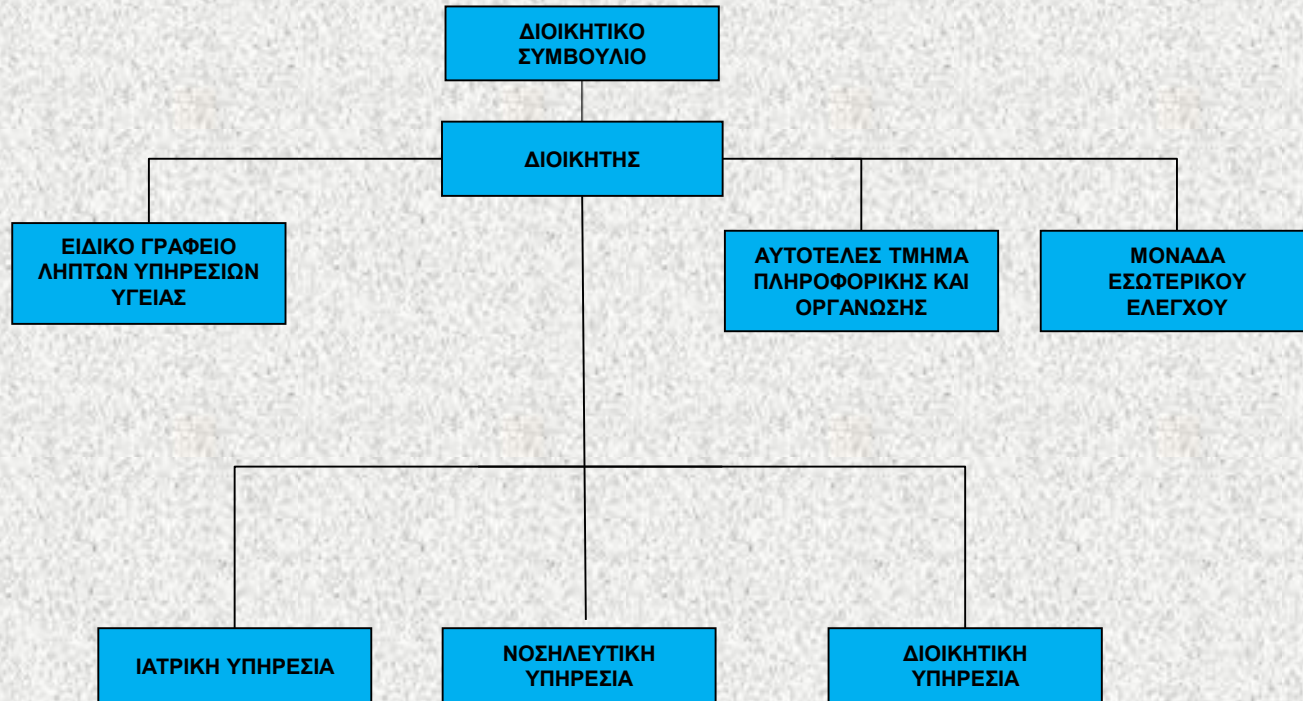 ΔΙΟΙΚΗΤΙΚΟ
ΣΥΜΒΟΥΛΙΟ
ΔΙΟΙΚΗΤΗΣ
ΕΙΔΙΚΟ ΓΡΑΦΕΙΟ
ΛΗΠΤΩΝ ΥΠΗΡΕΣΙΩΝ
ΥΓΕΙΑΣ
ΑΥΤΟΤΕΛΕΣ ΤΜΗΜΑ
ΠΛΗΡΟΦΟΡΙΚΗΣ ΚΑΙ
ΟΡΓΑΝΩΣΗΣ
ΜΟΝΑΔΑ
ΕΣΩΤΕΡΙΚΟΥ
ΕΛΕΓΧΟΥ
ΙΑΤΡΙΚΗ ΥΠΗΡΕΣΙΑ
ΝΟΣΗΛΕΥΤΙΚΗ
ΥΠΗΡΕΣΙΑ
ΔΙΟΙΚΗΤΙΚΗ
ΥΠΗΡΕΣΙΑ